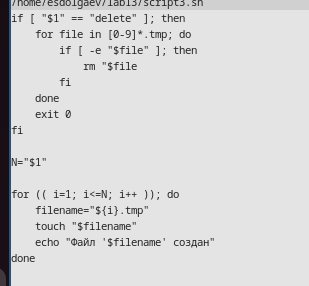 /home/esdolgaev/lab13/script3.sh
if [ "$1" == "delete" ]; then
    for file in [0-9]*.tmp; do
        if [ -e "$file" ]; then
            rm "$file
        fi
    done
    exit 0
fi
N="$1"
for (( i=1; i<=N; i++ )); do
    filename="${i}.tmp"
    touch "$filename"
    echo "Файл '$filename' создан"
done